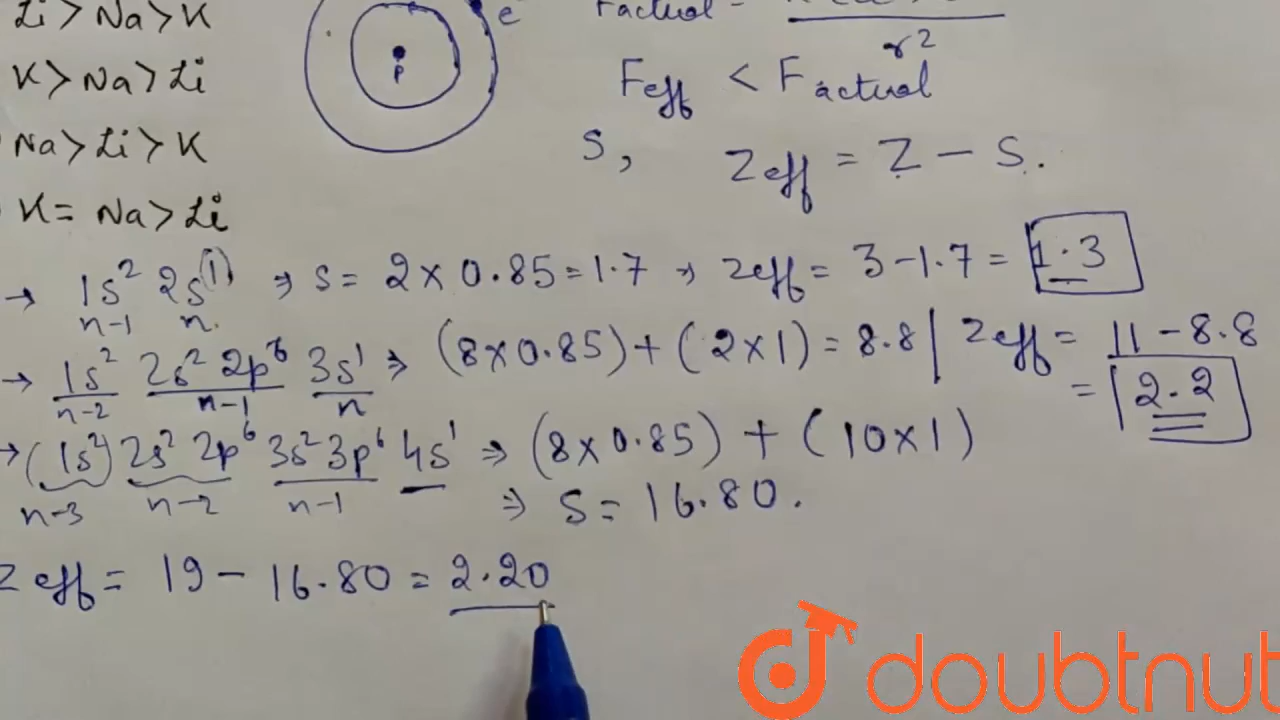 Li > Na > K
e⁻
Factual =
r²
K > Na > Li
p
Feff < Factual
Na > Li > K
S, Zeff = Z - S.
K = Na > Li
→ 1s² 2s① ⇒ S = 2 × 0.85 = 1.7 ⇒ Zeff = 3 - 1.7 = 1.3
n-1 n.
→ 1s² 2s² 2p⁶ 3s¹ ⇒ (8 × 0.85) + (2 × 1) = 8.8 | Zeff = 11 - 8.8
n-2 n-1 n
= 2.2
→ (1s²) 2s² 2p⁶ 3s² 3p⁶ 4s¹ ⇒ (8 × 0.85) + (10 × 1)
n-3 n-2 n-1
⇒ S = 16.80.
Zeff = 19 - 16.80 = 2.20
doubtnut